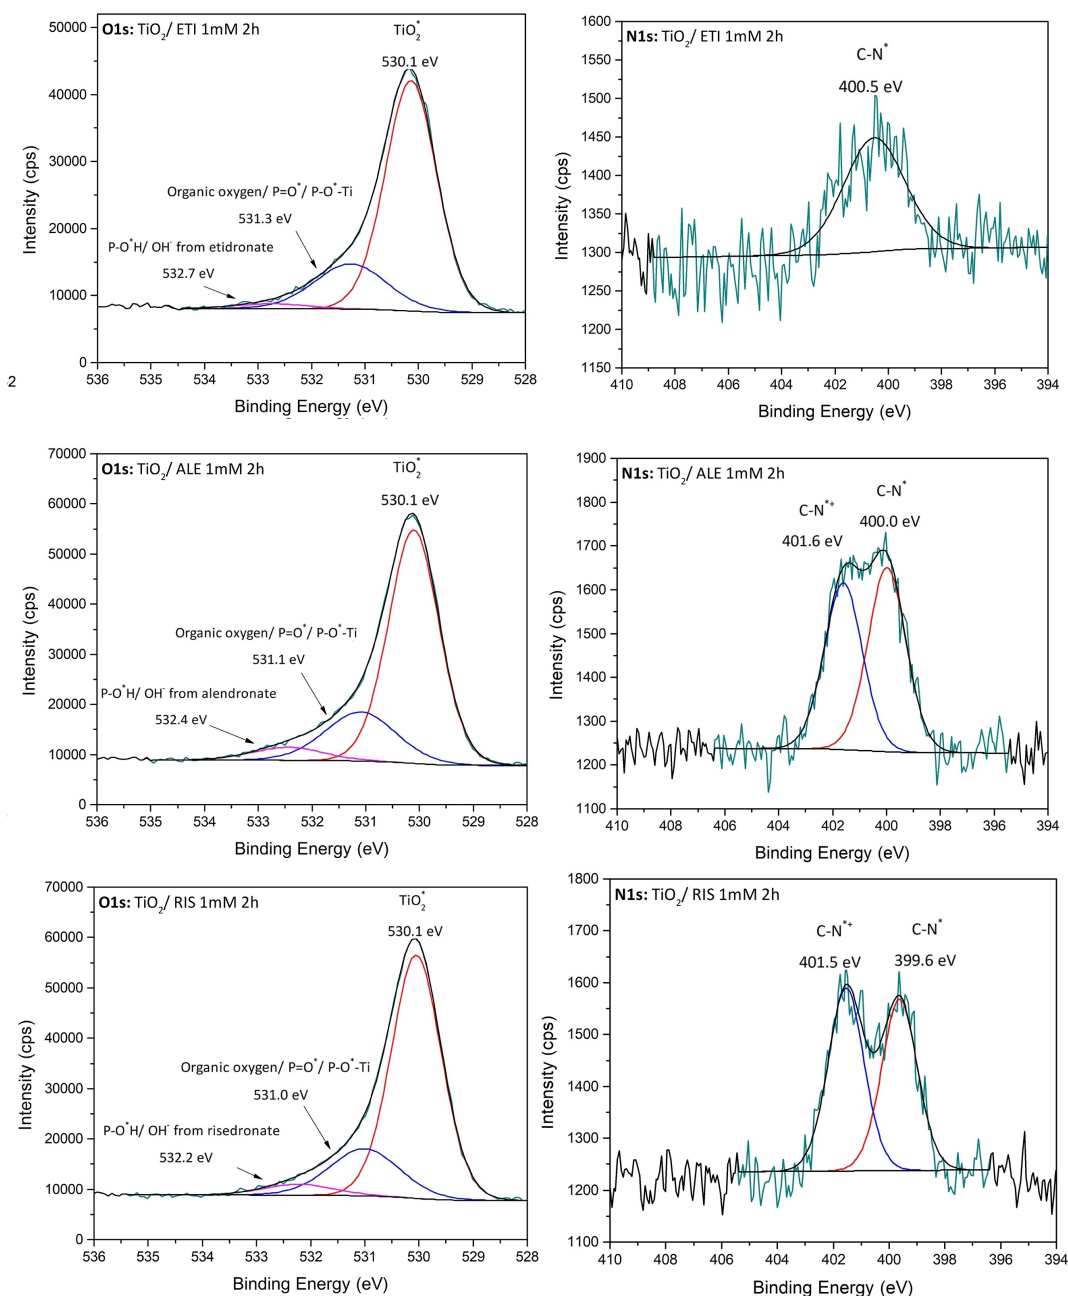 O1s: TiO2/ ETI 1mM 2h
TiO2*
530.1 eV
Organic oxygen/ P=O*/ P-O*-Ti
531.3 eV
P-O*H/ OH- from etidronate
532.7 eV
50000
40000
30000
20000
10000
0
Intensity (cps)
536 535 534 533 532 531 530 529 528
Binding Energy (eV)
N1s: TiO2/ ETI 1mM 2h
C-N*
400.5 eV
1600
1550
1500
1450
1400
1350
1300
1250
1200
1150
Intensity (cps)
410 408 406 404 402 400 398 396 394
Binding Energy (eV)
2
O1s: TiO2/ ALE 1mM 2h
TiO2*
530.1 eV
Organic oxygen/ P=O*/ P-O*-Ti
531.1 eV
P-O*H/ OH- from alendronate
532.4 eV
70000
60000
50000
40000
30000
20000
10000
0
Intensity (cps)
536 535 534 533 532 531 530 529 528
Binding Energy (eV)
N1s: TiO2/ ALE 1mM 2h
C-N*
C-N*+
400.0 eV
401.6 eV
1900
1800
1700
1600
1500
1400
1300
1200
1100
Intensity (cps)
410 408 406 404 402 400 398 396 394
Binding Energy (eV)
O1s: TiO2/ RIS 1mM 2h
TiO2*
530.1 eV
Organic oxygen/ P=O*/ P-O*-Ti
531.0 eV
P-O*H/ OH- from risedronate
532.2 eV
70000
60000
50000
40000
30000
20000
10000
0
Intensity (cps)
536 535 534 533 532 531 530 529 528
Binding Energy (eV)
N1s: TiO2/ RIS 1mM 2h
C-N*+ C-N*
401.5 eV 399.6 eV
1800
1700
1600
1500
1400
1300
1200
1100
Intensity (cps)
410 408 406 404 402 400 398 396 394
Binding Energy (eV)